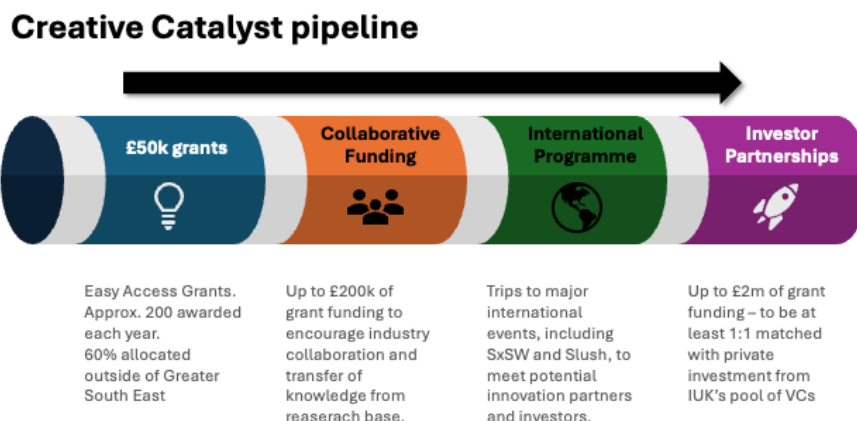 Creative Catalyst pipeline
£50k grants
Collaborative
Funding
International
Programme
Investor
Partnerships
Easy Access Grants.
Approx. 200 awarded
each year.
60% allocated
outside of Greater
South East
Up to £200k of
grant funding to
encourage industry
collaboration and
transfer of
knowledge from
reaserach base.
Trips to major
international
events, including
SxSW and Slush, to
meet potential
innovation partners
and investors.
Up to £2m of grant
funding – to be at
least 1:1 matched
with private
investment from
IUK's pool of VCs